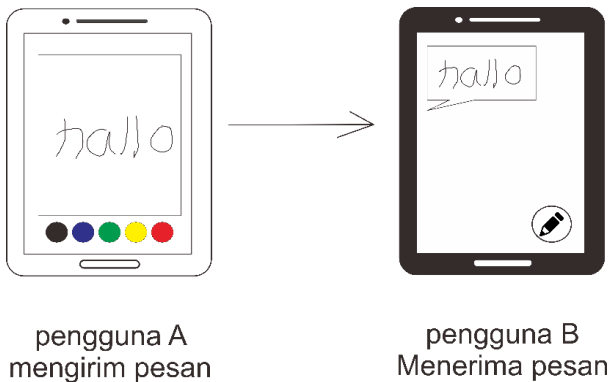 hallo
hallo
pengguna A
mengirim pesan
pengguna B
Menerima pesan